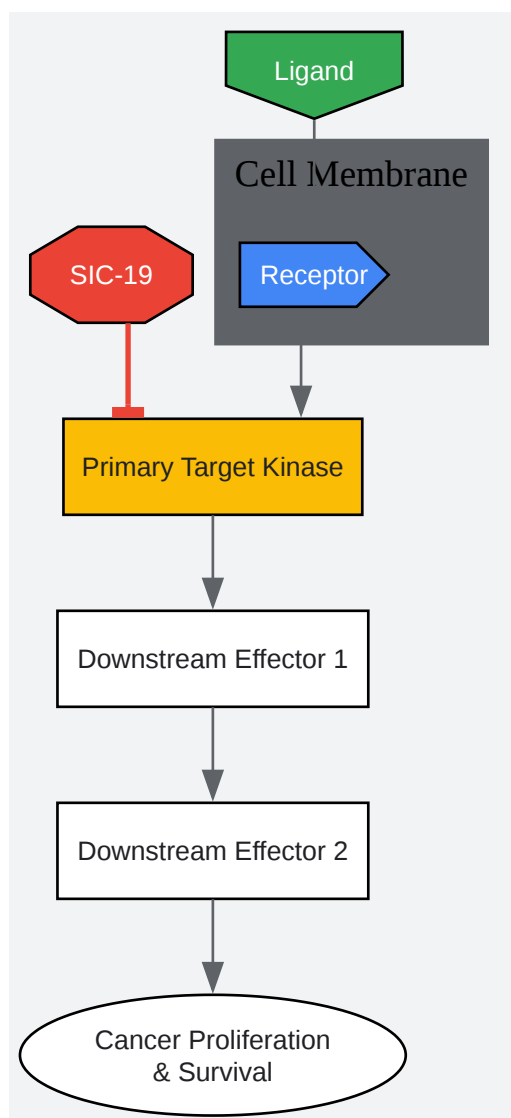 Ligand
Cell Membrane
SIC-19
Receptor
Primary Target Kinase
Downstream Effector 1
Downstream Effector 2
Cancer Proliferation
& Survival